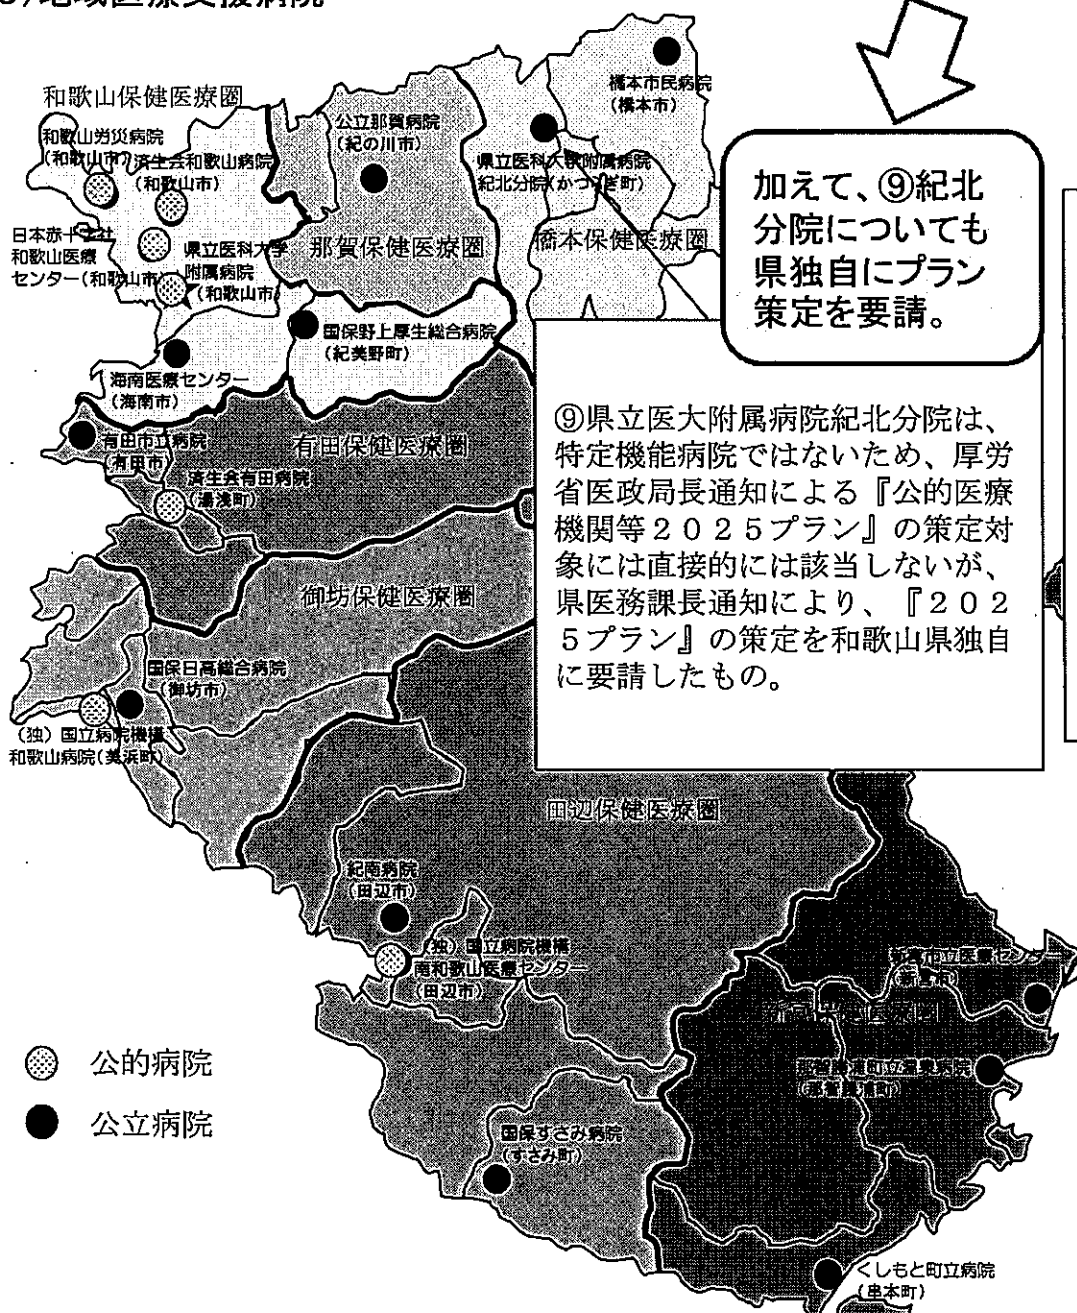 地域医療支援病院
和歌山保健医療圏
和歌山労災病院
(和歌山市)
済生会和歌山病院
(和歌山市)
日本赤十字社
和歌山医療
センター(和歌山市)
県立医科大学
附属病院
(和歌山市)
公立那賀病院
(紀の川市)
那賀保健医療圏
橋本市民病院
(橋本市)
県立医科大学附属病院
紀北分院(かつらぎ町)
橋本保健医療圏
国保野上厚生総合病院
(紀美野町)
海南医療センター
(海南市)
加えて、⑨紀北
分院についても
県独自にプラン
策定を要請。
⑨県立医大附属病院紀北分院は、
特定機能病院ではないため、厚労
省医政局長通知による『公的医療
機関等2025プラン』の策定対
象には直接的には該当しないが、
県医務課長通知により、『202
5プラン』の策定を和歌山県独自
に要請したもの。
有田市立病院
(有田市)
有田保健医療圏
済生会有田病院
(湯浅町)
御坊保健医療圏
国保日高総合病院
(御坊市)
(独)国立病院機構
和歌山病院(美浜町)
田辺保健医療圏
紀南病院
(田辺市)
(独)国立病院機構
南和歌山医療センター
(田辺市)
新宮市立医療センター
(新宮市)
新宮保健医療圏
那智勝浦町立温泉病院
(那智勝浦町)
国保すさみ病院
(すさみ町)
くしもと町立病院
(串本町)
公的病院
公立病院